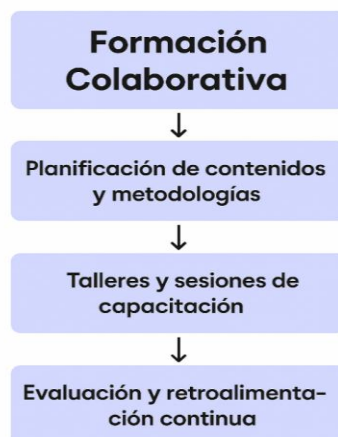 Formación
Colaborativa
Planificación de contenidos
y metodologías
Talleres y sesiones de
capacitación
Evaluación y retroalimenta-
ción continua